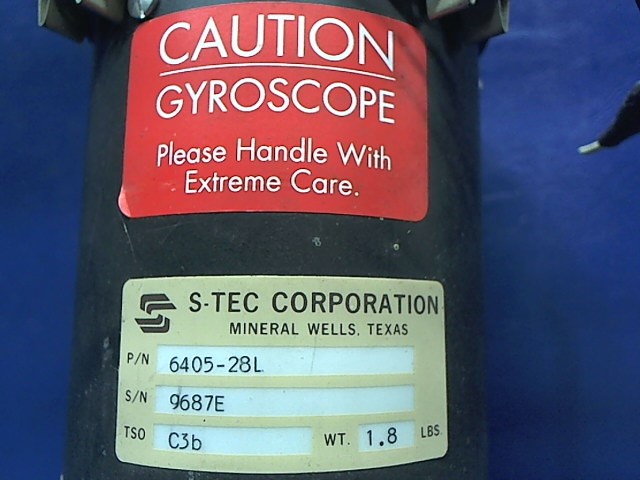 CAUTION
GYROSCOPE
Please Handle With
Extreme Care.
S-TEC CORPORATION
MINERAL WELLS, TEXAS
P/N 6405-28L
S/N 9687E
TSO C3b WT. 1.8 LBS